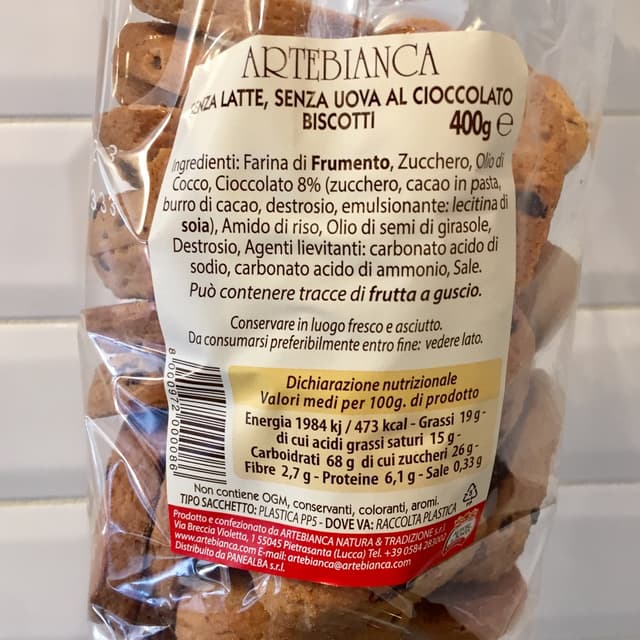 ARTEBIANCA
SENZA LATTE, SENZA UOVA AL CIOCCOLATO
BISCOTTI 400g e
Ingredienti: Farina di Frumento, Zucchero, Olio di
Cocco, Cioccolato 8% (zucchero, cacao in pasta,
burro di cacao, destrosio, emulsionante: lecitina di
soia), Amido di riso, Olio di semi di girasole,
Destrosio, Agenti lievitanti: carbonato acido di
sodio, carbonato acido di ammonio, Sale.
Può contenere tracce di frutta a guscio.
Conservare in luogo fresco e asciutto.
Da consumarsi preferibilmente entro fine: vedere lato.
8 000972 000086
Dichiarazione nutrizionale
Valori medi per 100g. di prodotto
Energia 1984 kj / 473 kcal - Grassi 19 g -
di cui acidi grassi saturi 15 g -
Carboidrati 68 g di cui zuccheri 26 g -
Fibre 2,7 g - Proteine 6,1 g - Sale 0,33 g
Non contiene OGM, conservanti, coloranti, aromi.
TIPO SACCHETTO: PLASTICA PP5 - DOVE VA: RACCOLTA PLASTICA
Prodotto e confezionato da ARTEBIANCA NATURA & TRADIZIONE s.r.l.
Via Breccia Violetta, 1 55045 Pietrasanta (Lucca) Tel. +39 0584 283002
www.artebianca.com E-mail: artebianca@artebianca.com
Distribuito da PANEALBA s.r.l.